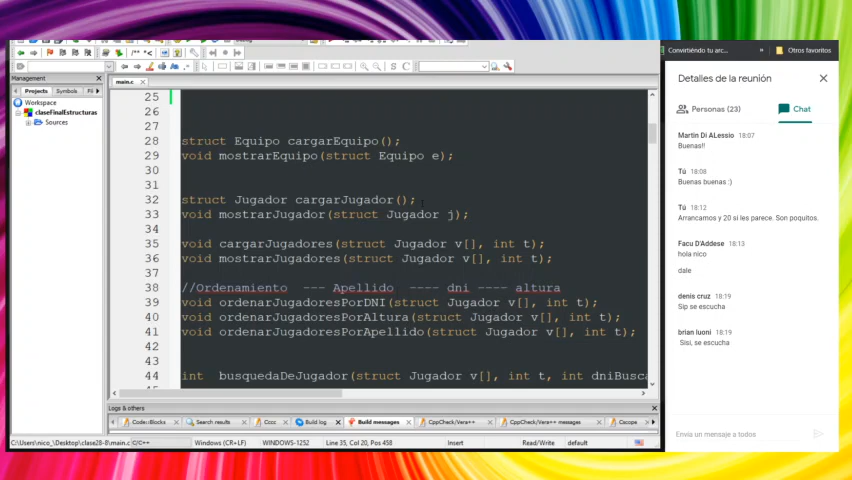 Convirtiéndo tu arc...
»
Otros favoritos
Management
Projects
Symbols
Fil
Workspace
claseFinalEstructuras
Sources
main.c
25
26
27
28 struct Equipo cargarEquipo();
29 void mostrarEquipo(struct Equipo e);
30
31
32 struct Jugador cargarJugador();
33 void mostrarJugador(struct Jugador j);
34
35 void cargarJugadores(struct Jugador v[], int t);
36 void mostrarJugadores(struct Jugador v[], int t);
37
38 //Ordenamiento --- Apellido ---- dni ---- altura
39 void ordenarJugadoresPorDNI(struct Jugador v[], int t);
40 void ordenarJugadoresPorAltura(struct Jugador v[], int t);
41 void ordenarJugadoresPorApellido(struct Jugador v[], int t);
42
43
44 int busquedaDeJugador(struct Jugador v[], int t, int dniBusca
Logs & others
Code::Blocks
Search results
Cccc
Build log
Build messages
CppCheck/Vera++
CppCheck/Vera++ messages
Cscope
C:\Users\nico_\Desktop\clase28-8\main.c
C/C++
Windows (CR+LF)
WINDOWS-1252
Line 35, Col 20, Pos 458
Insert
Read/Write
default
Detalles de la reunión
Personas (23)
Chat
Martin Di ALessio 18:07
Buenas!!
Tú 18:08
Buenas buenas :)
Tú 18:12
Arrancamos y 20 si les parece. Son poquitos.
Facu D'Addese 18:13
hola nico
dale
denis cruz 18:19
Sip se escucha
brian luoni 18:19
Sisi, se escucha
Envía un mensaje a todos